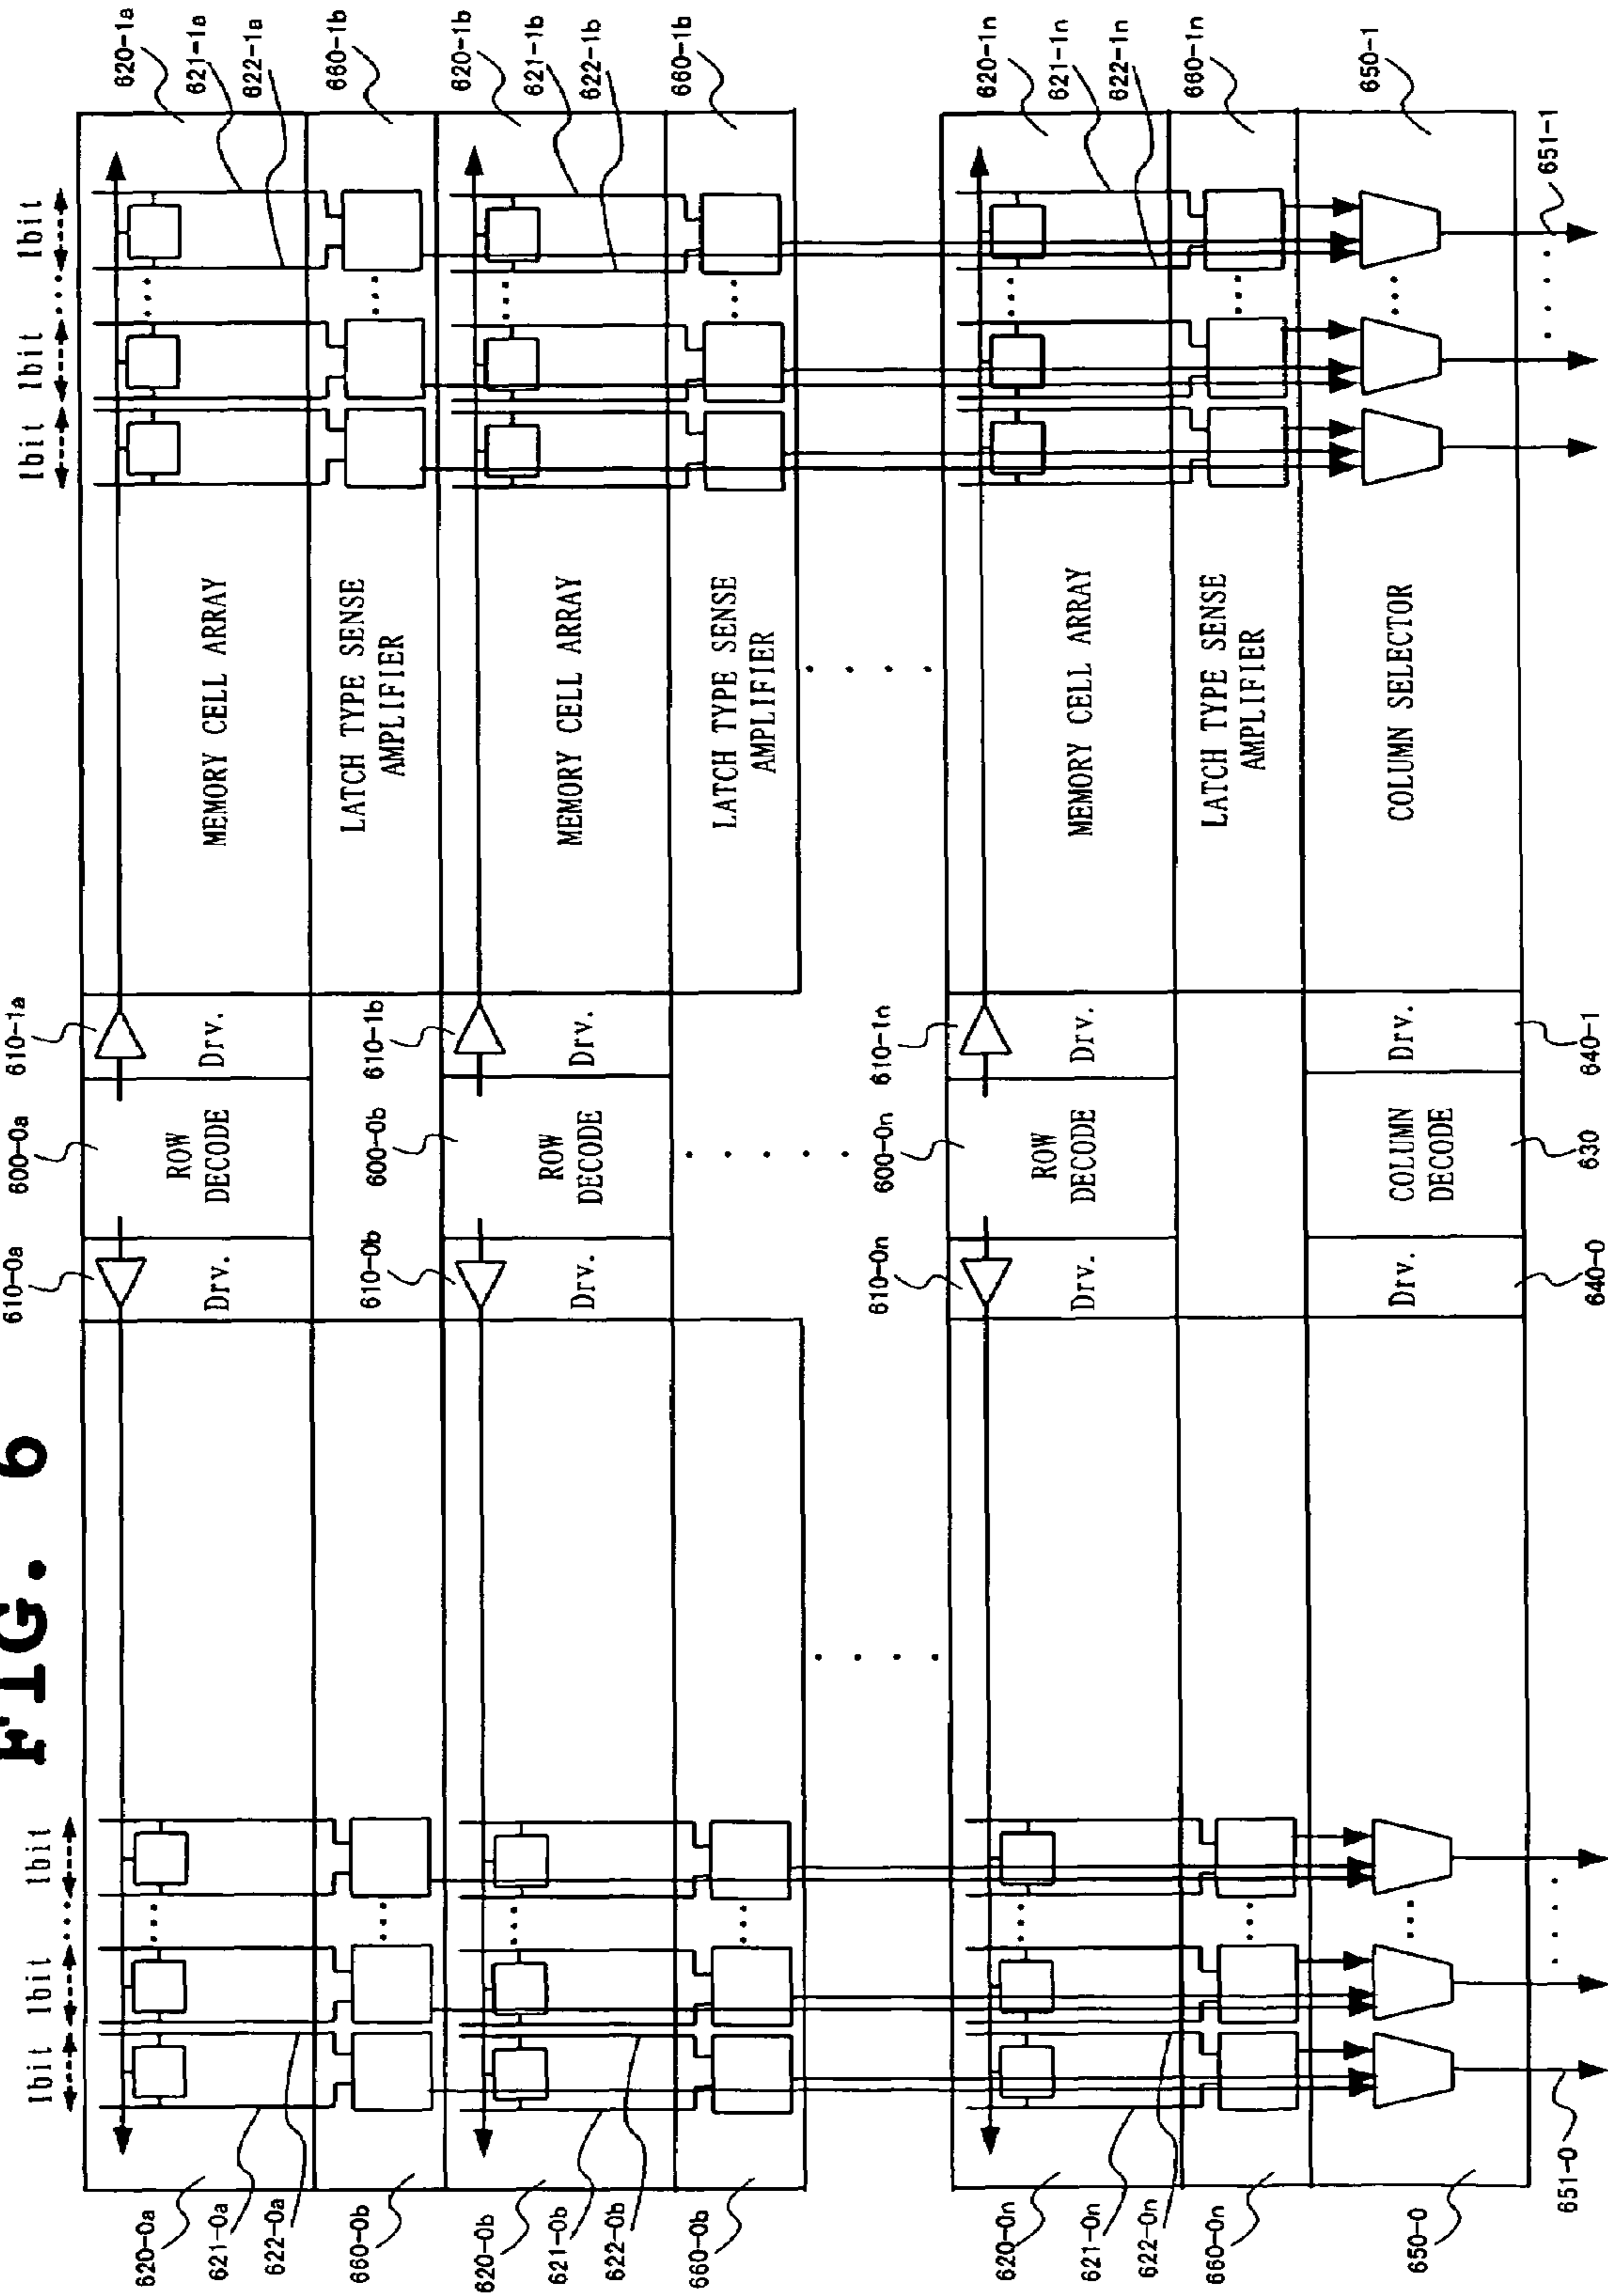 FIG. 6
610-0a
600-0a
610-1a
1bit
1bit
1bit
1bit
1bit
1bit
620-0a
621-0a
622-0a
660-0b
620-0b
621-0b
622-0b
660-0b
620-0n
621-0n
622-0n
660-0n
650-0
651-0
Drv.
ROW
DECODE
Drv.
MEMORY CELL ARRAY
LATCH TYPE SENSE
AMPLIFIER
610-0b
600-0b
610-1b
Drv.
ROW
DECODE
Drv.
MEMORY CELL ARRAY
LATCH TYPE SENSE
AMPLIFIER
610-0n
600-0n
610-1n
Drv.
ROW
DECODE
Drv.
MEMORY CELL ARRAY
LATCH TYPE SENSE
AMPLIFIER
Drv.
COLUMN
DECODE
Drv.
COLUMN SELECTOR
640-0
630
640-1
620-1a
621-1a
622-1a
660-1b
620-1b
621-1b
622-1b
660-1b
620-1n
621-1n
622-1n
660-1n
650-1
651-1